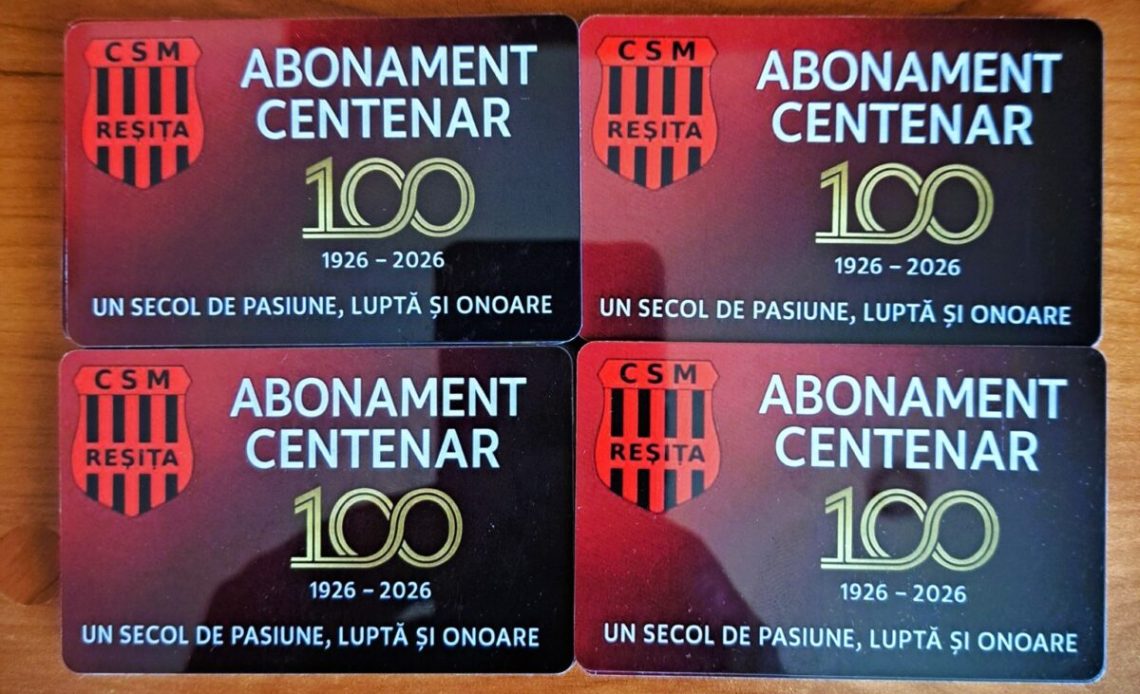 CSM
REȘIȚA
ABONAMENT
CENTENAR
100
1926 – 2026
UN SECOL DE PASIUNE, LUPTĂ ȘI ONOARE
CSM
REȘIȚA
ABONAMENT
CENTENAR
100
1926 – 2026
UN SECOL DE PASIUNE, LUPTĂ ȘI ONOARE
CSM
REȘIȚA
ABONAMENT
CENTENAR
100
1926 – 2026
UN SECOL DE PASIUNE, LUPTĂ ȘI ONOARE
CSM
REȘIȚA
ABONAMENT
CENTENAR
100
1926 – 2026
UN SECOL DE PASIUNE, LUPTĂ ȘI ONOARE